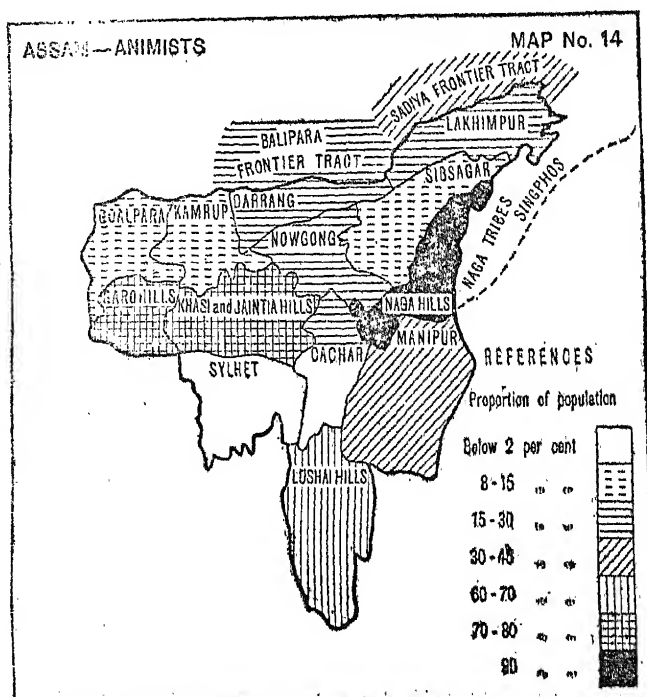 ASSAM—ANIMISTS
MAP No. 14
SADIYA FRONTIER TRACT
LAKHIMPUR
BALIPARA
FRONTIER TRACT
SIBSAGAR
DARRANG
GOALPARA
KAMRUP
NOWGONG
NAGA TRIBES
SINGPHOS
GARO HILLS
KHASI and JAINTIA HILLS
NAGA HILLS
MANIPUR
CACHAR
SYLHET
LUSHAI HILLS
REFERENCES
Proportion of population
Below 2 per cent
8-15 " "
15-30 " "
30-45 " "
60-70 " "
70-80 " "
90 " "